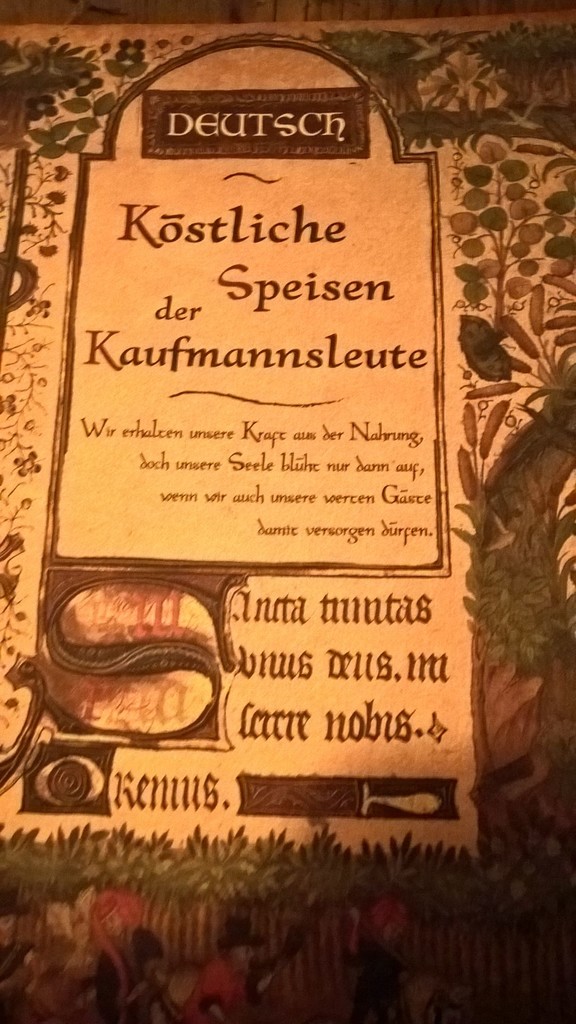 DEUTSCH
Köstliche
Speisen
der
Kaufmannsleute
Wir erhalten unsere Kraft aus der Nahrung,
doch unsere Seele blüht nur dann auf,
wenn wir auch unsere werten Gäste
damit versorgen dürfen.
Sancta trinitas
vnus deus. mi
serere nobis.
Oremus.